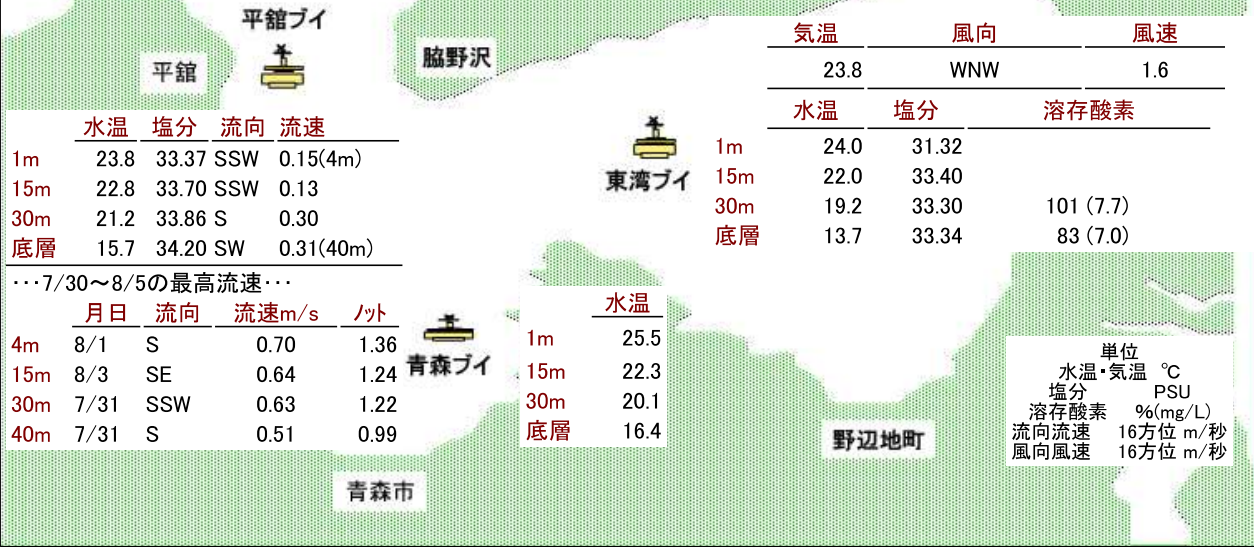 平舘ブイ
平舘
脇野沢
水温 塩分 流向 流速
1m 23.8 33.37 SSW 0.15(4m)
15m 22.8 33.70 SSW 0.13
30m 21.2 33.86 S 0.30
底層 15.7 34.20 SW 0.31(40m)
･･･7/30～8/5の最高流速･･･
月日 流向 流速m/s ﾉｯﾄ
4m 8/1 S 0.70 1.36
15m 8/3 SE 0.64 1.24
30m 7/31 SSW 0.63 1.22
40m 7/31 S 0.51 0.99
気温 風向 風速
23.8 WNW 1.6
東湾ブイ
水温 塩分 溶存酸素
1m 24.0 31.32
15m 22.0 33.40
30m 19.2 33.30 101 (7.7)
底層 13.7 33.34 83 (7.0)
青森ブイ
水温
1m 25.5
15m 22.3
30m 20.1
底層 16.4
青森市
野辺地町
単位
水温･気温 ℃
塩分 PSU
溶存酸素 %(mg/L)
流向流速 16方位 m/秒
風向風速 16方位 m/秒